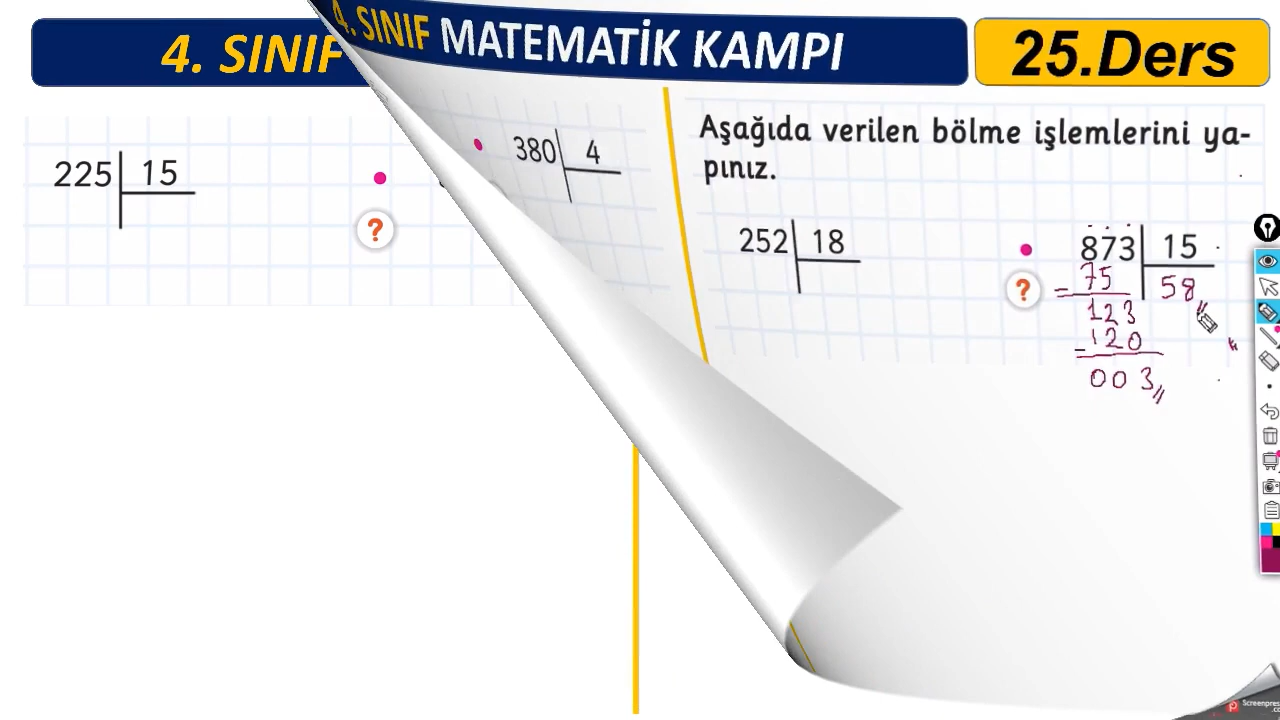 4. SINIF
4. SINIF MATEMATİK KAMPI
25.Ders
225 15
?
380 4
Aşağıda verilen bölme işlemlerini ya-
pınız.
252 18
?
873 15
75 58
123
120
003
Screenpres